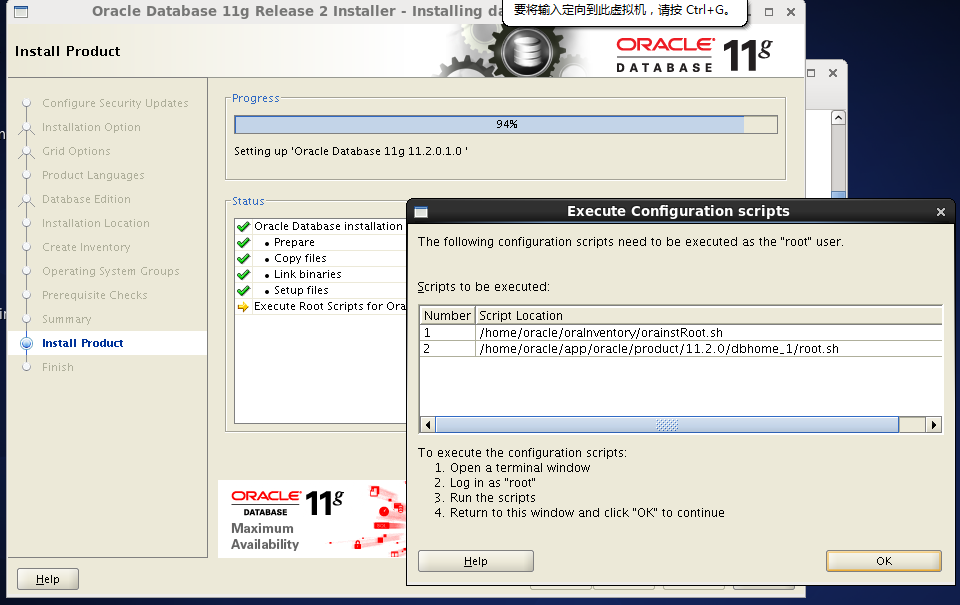 Oracle Database 11g Release 2 Installer - Installing da
要将输入定向到此虚拟机，请按 Ctrl+G。
Install Product
ORACLE
DATABASE 11g
Configure Security Updates
Installation Option
Grid Options
Product Languages
Database Edition
Installation Location
Create Inventory
Operating System Groups
Prerequisite Checks
Summary
Install Product
Finish
Progress
94%
Setting up 'Oracle Database 11g 11.2.0.1.0 '
Status
Oracle Database installation
• Prepare
• Copy files
• Link binaries
• Setup files
Execute Root Scripts for Ora
ORACLE
DATABASE 11g
Maximum
Availability
Help
Execute Configuration scripts
The following configuration scripts need to be executed as the "root" user.
Scripts to be executed:
Number Script Location
1 /home/oracle/oraInventory/orainstRoot.sh
2 /home/oracle/app/oracle/product/11.2.0/dbhome_1/root.sh
To execute the configuration scripts:
1. Open a terminal window
2. Log in as "root"
3. Run the scripts
4. Return to this window and click "OK" to continue
Help
OK